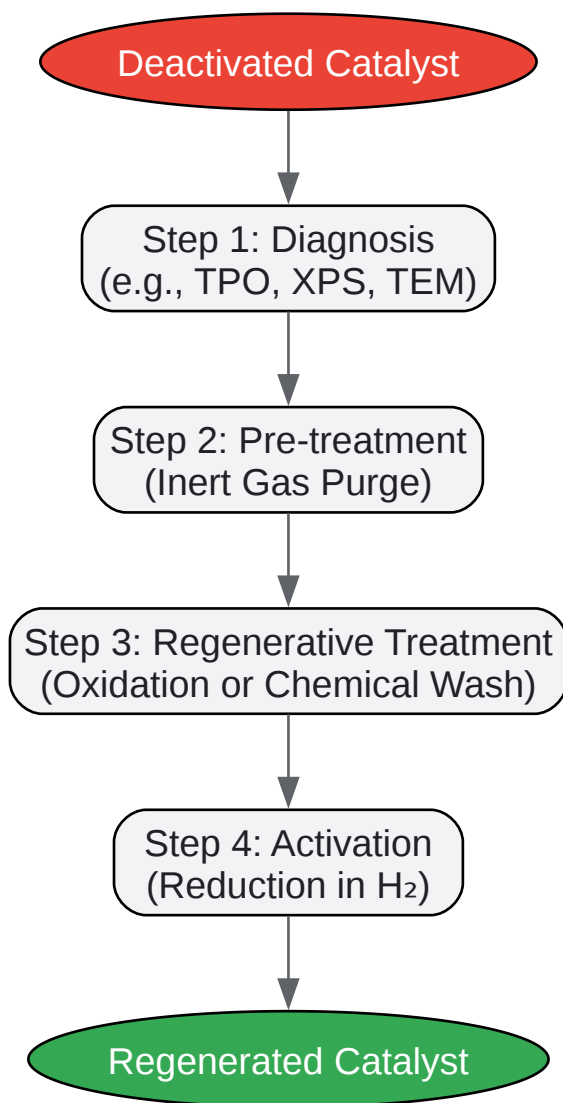 Deactivated Catalyst
Step 1: Diagnosis
(e.g., TPO, XPS, TEM)
Step 2: Pre-treatment
(Inert Gas Purge)
Step 3: Regenerative Treatment
(Oxidation or Chemical Wash)
Step 4: Activation
(Reduction in H₂)
Regenerated Catalyst